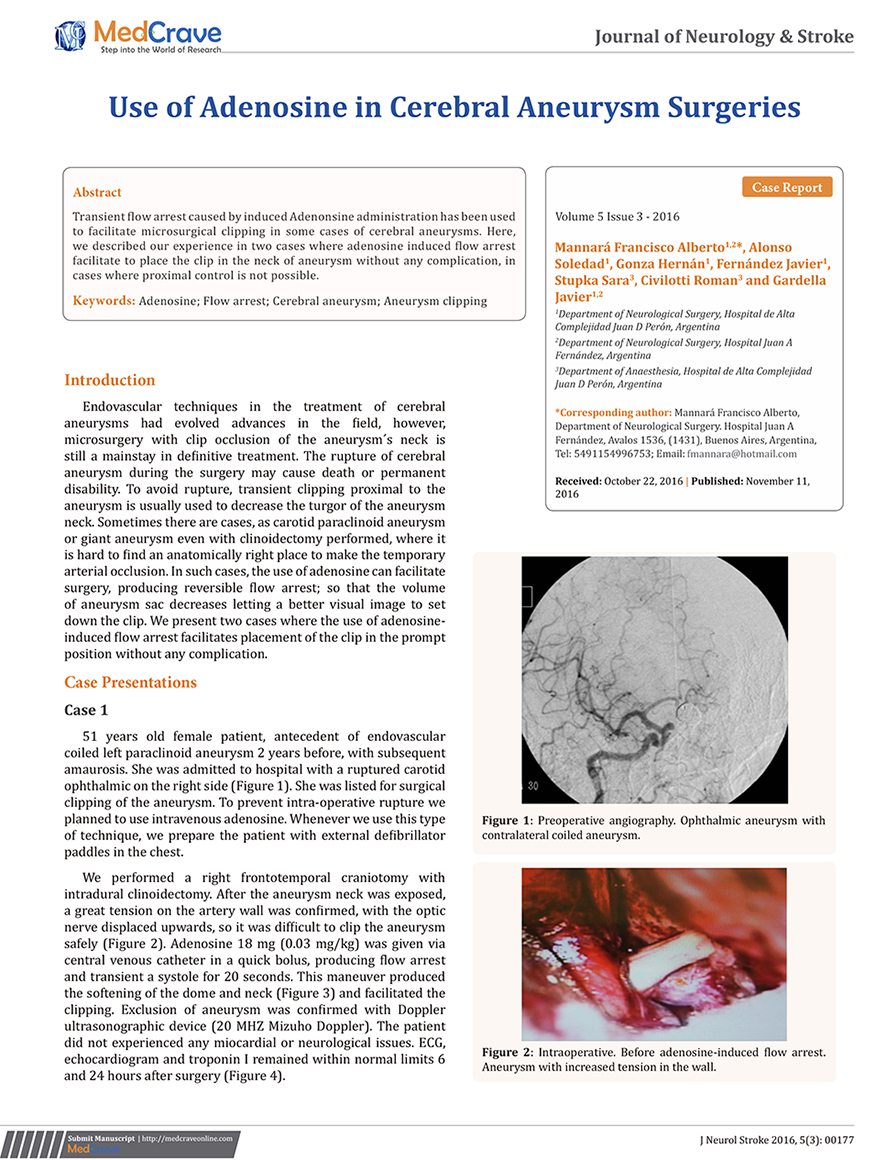 MedCrave
Step into the World of Research
Journal of Neurology & Stroke
Use of Adenosine in Cerebral Aneurysm Surgeries
Abstract
Transient flow arrest caused by induced Adenonsine administration has been used
to facilitate microsurgical clipping in some cases of cerebral aneurysms. Here,
we described our experience in two cases where adenosine induced flow arrest
facilitate to place the clip in the neck of aneurysm without any complication, in
cases where proximal control is not possible.
Keywords: Adenosine; Flow arrest; Cerebral aneurysm; Aneurysm clipping
Case Report
Volume 5 Issue 3 - 2016
Mannará Francisco Alberto1,2*, Alonso
Soledad1, Gonza Hernán1, Fernández Javier1,
Stupka Sara3, Civilotti Roman3 and Gardella
Javier1,2
1Department of Neurological Surgery, Hospital de Alta
Complejidad Juan D Perón, Argentina
2Department of Neurological Surgery, Hospital Juan A
Fernández, Argentina
3Department of Anaesthesia, Hospital de Alta Complejidad
Juan D Perón, Argentina
*Corresponding author: Mannará Francisco Alberto,
Department of Neurological Surgery. Hospital Juan A
Fernández, Avalos 1536, (1431), Buenos Aires, Argentina,
Tel: 5491154996753; Email: fmannara@hotmail.com
Received: October 22, 2016 | Published: November 11,
2016
Introduction
Endovascular techniques in the treatment of cerebral
aneurysms had evolved advances in the field, however,
microsurgery with clip occlusion of the aneurysm´s neck is
still a mainstay in definitive treatment. The rupture of cerebral
aneurysm during the surgery may cause death or permanent
disability. To avoid rupture, transient clipping proximal to the
aneurysm is usually used to decrease the turgor of the aneurysm
neck. Sometimes there are cases, as carotid paraclinoid aneurysm
or giant aneurysm even with clinoidectomy performed, where it
is hard to find an anatomically right place to make the temporary
arterial occlusion. In such cases, the use of adenosine can facilitate
surgery, producing reversible flow arrest; so that the volume
of aneurysm sac decreases letting a better visual image to set
down the clip. We present two cases where the use of adenosine-
induced flow arrest facilitates placement of the clip in the prompt
position without any complication.
Case Presentations
Case 1
51 years old female patient, antecedent of endovascular
coiled left paraclinoid aneurysm 2 years before, with subsequent
amaurosis. She was admitted to hospital with a ruptured carotid
ophthalmic on the right side (Figure 1). She was listed for surgical
clipping of the aneurysm. To prevent intra-operative rupture we
planned to use intravenous adenosine. Whenever we use this type
of technique, we prepare the patient with external defibrillator
paddles in the chest.
We performed a right frontotemporal craniotomy with
intradural clinoidectomy. After the aneurysm neck was exposed,
a great tension on the artery wall was confirmed, with the optic
nerve displaced upwards, so it was difficult to clip the aneurysm
safely (Figure 2). Adenosine 18 mg (0.03 mg/kg) was given via
central venous catheter in a quick bolus, producing flow arrest
and transient a systole for 20 seconds. This maneuver produced
the softening of the dome and neck (Figure 3) and facilitated the
clipping. Exclusion of aneurysm was confirmed with Doppler
ultrasonographic device (20 MHZ Mizuho Doppler). The patient
did not experienced any miocardial or neurological issues. ECG,
echocardiogram and troponin I remained within normal limits 6
and 24 hours after surgery (Figure 4).
30
Figure 1: Preoperative angiography. Ophthalmic aneurysm with
contralateral coiled aneurysm.
Figure 2: Intraoperative. Before adenosine-induced flow arrest.
Aneurysm with increased tension in the wall.
Submit Manuscript | http://medcraveonline.com
MedCrave
J Neurol Stroke 2016, 5(3): 00177